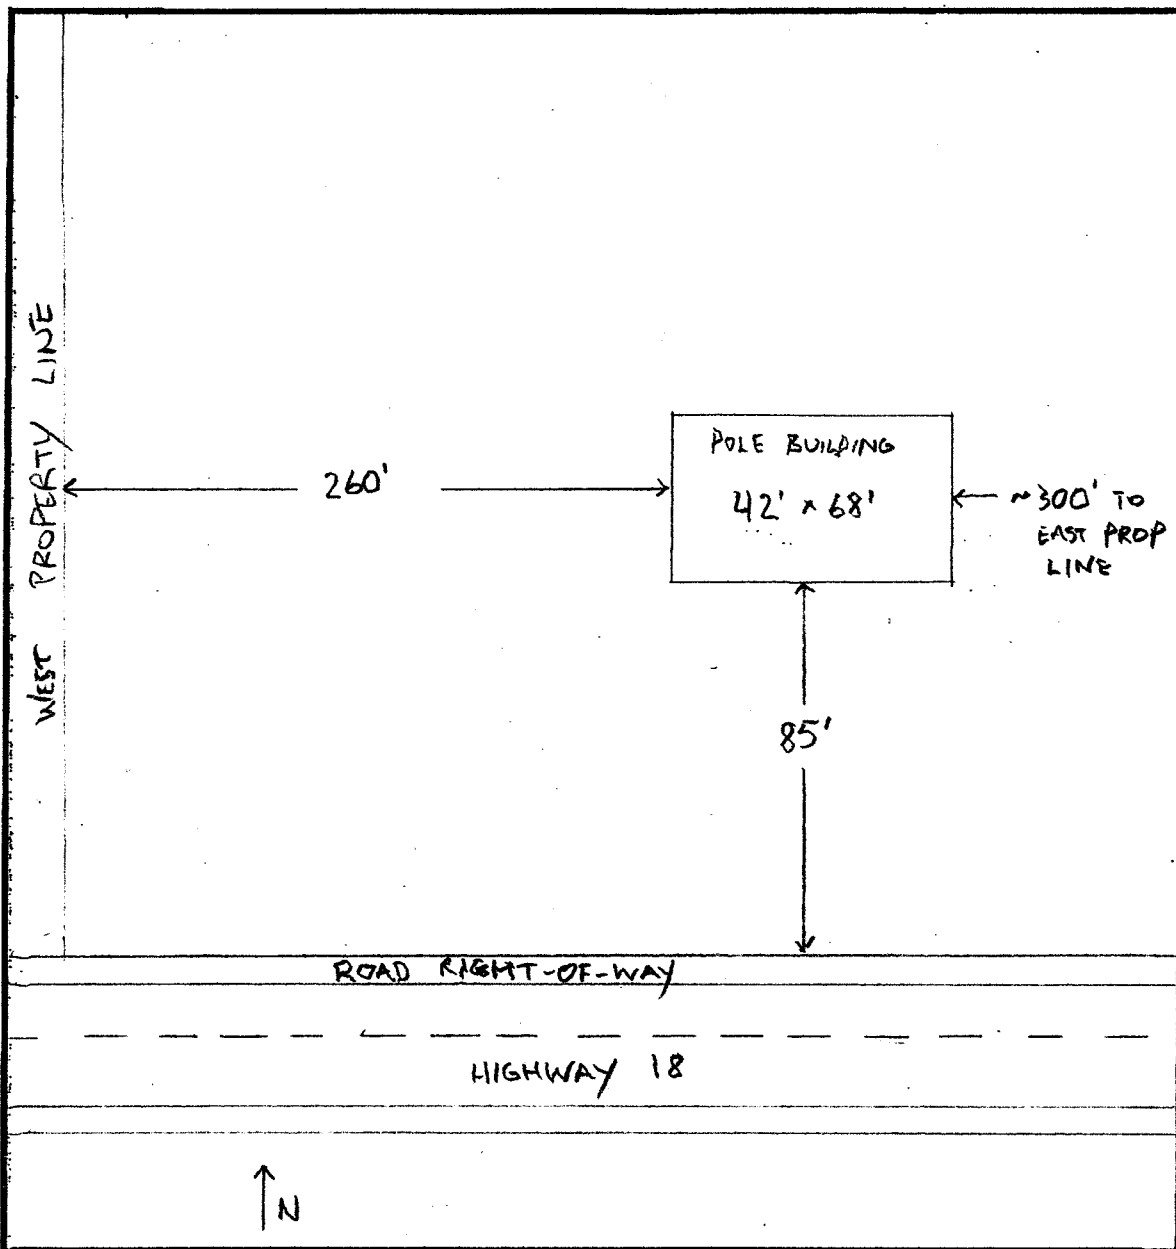 WEST PROPERTY LINE
POLE BUILDING
42' x 68'
260'
~300' TO
EAST PROP
LINE
85'
ROAD RIGHT-OF-WAY
HIGHWAY 18
N